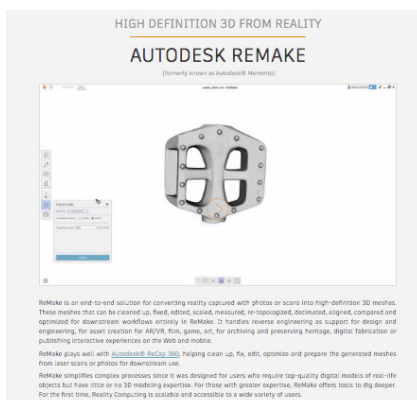 HIGH DEFINITION 3D FROM REALITY
AUTODESK REMAKE
(formerly known as Autodesk® Memento)
ReMake is an end-to-end solution for converting reality captured with photos or scans into high-definition 3D meshes.
These meshes that can be cleaned up, fixed, edited, scaled, measured, re-topologized, decimated, aligned, compared and
optimized for downstream workflows entirely in ReMake. It handles reverse engineering as support for design and
engineering, for asset creation for AR/VR, film, game, art, for archiving and preserving heritage, digital fabrication or
publishing interactive experiences on the Web and mobile.
ReMake plays well with Autodesk® ReCap 360, helping clean up, fix, edit, optimize and prepare the generated meshes
from laser scans or photos for downstream use.
ReMake simplifies complex processes since it was designed for users who require top-quality digital models of real-life
objects but have little or no 3D modeling expertise. For those with greater expertise, ReMake offers tools to dig deeper.
For the first time, Reality Computing is scalable and accessible to a wide variety of users.